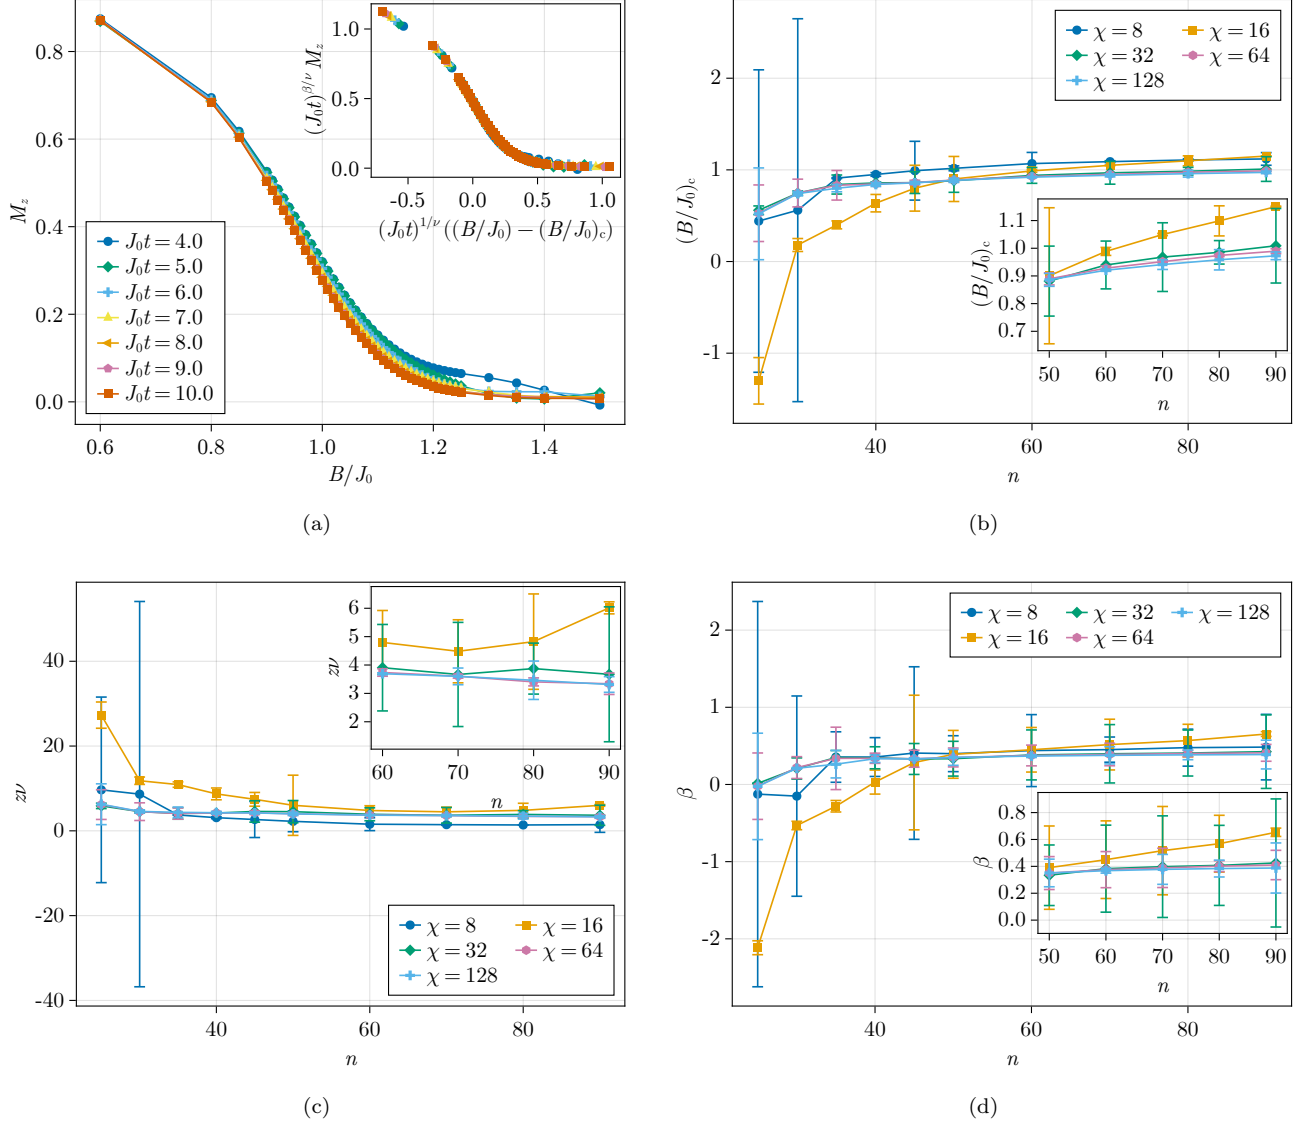 0.8
0.6
0.4
0.2
0.0
M_z
0.6
0.8
1.0
1.2
1.4
B/J_0
J_0t = 4.0
J_0t = 5.0
J_0t = 6.0
J_0t = 7.0
J_0t = 8.0
J_0t = 9.0
J_0t = 10.0
1.0
0.5
0.0
(J_0t)^{β/ν} M_z
-0.5
0.0
0.5
1.0
(J_0t)^{1/ν} ((B/J_0) − (B/J_0)_c)
(a)
2
1
0
-1
(B/J_0)_c
40
60
80
n
χ = 8
χ = 16
χ = 32
χ = 64
χ = 128
1.1
1.0
0.9
0.8
0.7
(B/J_0)_c
50
60
70
80
90
n
(b)
40
20
0
-20
-40
zν
40
60
80
n
6
5
4
3
2
zν
60
70
80
90
n
χ = 8
χ = 16
χ = 32
χ = 64
χ = 128
(c)
2
1
0
-1
-2
β
40
60
80
n
χ = 8
χ = 32
χ = 128
χ = 16
χ = 64
0.8
0.6
0.4
0.2
0.0
β
50
60
70
80
90
n
(d)